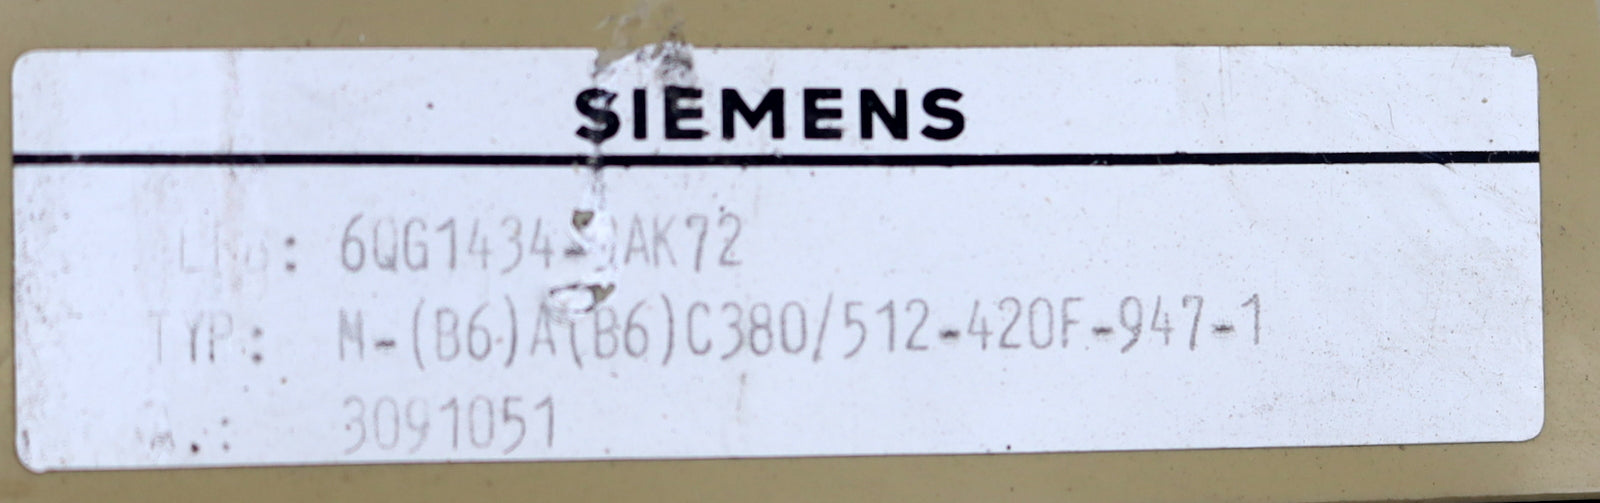 SIEMENS
: 6QG1434-
TYP: M-(B6)A(B6)C380/512-420F-947-1
3091051